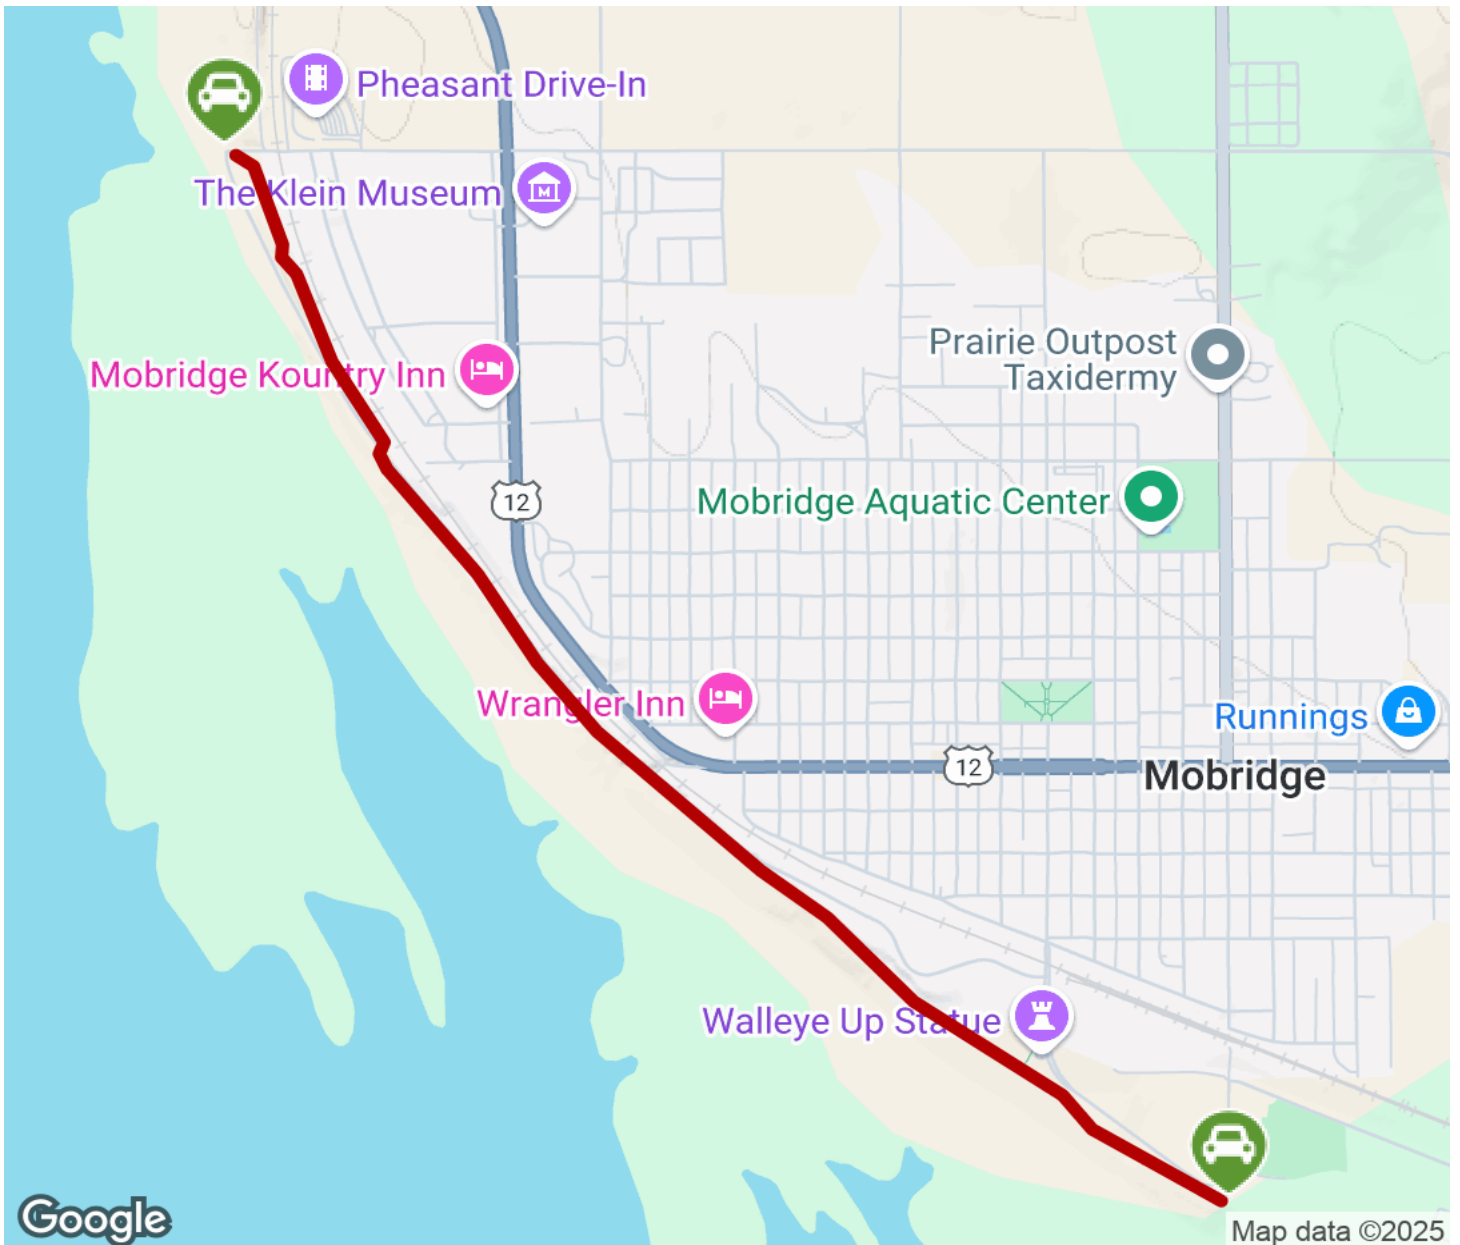 Pheasant Drive-In
The Klein Museum
Mobridge Kountry Inn
Prairie Outpost
Taxidermy
12
Mobridge Aquatic Center
Wrangler Inn
Runnings
12
Mobridge
Walleye Up Statue
Google
Map data ©2025